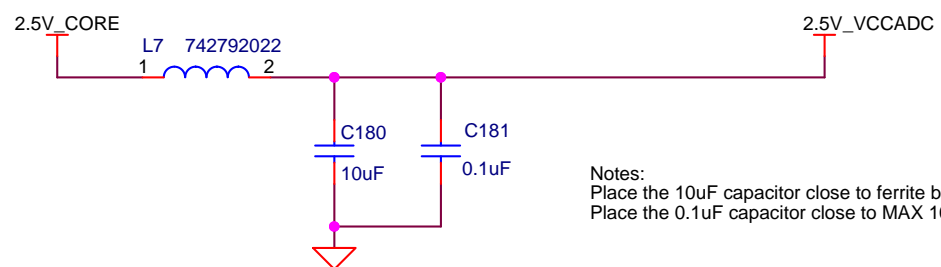 2.5V_CORE
2.5V_VCCADC
L7 742792022
1 2
C180
10uF
C181
0.1uF
Notes:
Place the 10uF capacitor close to ferrite
Place the 0.1uF capacitor close to MAX